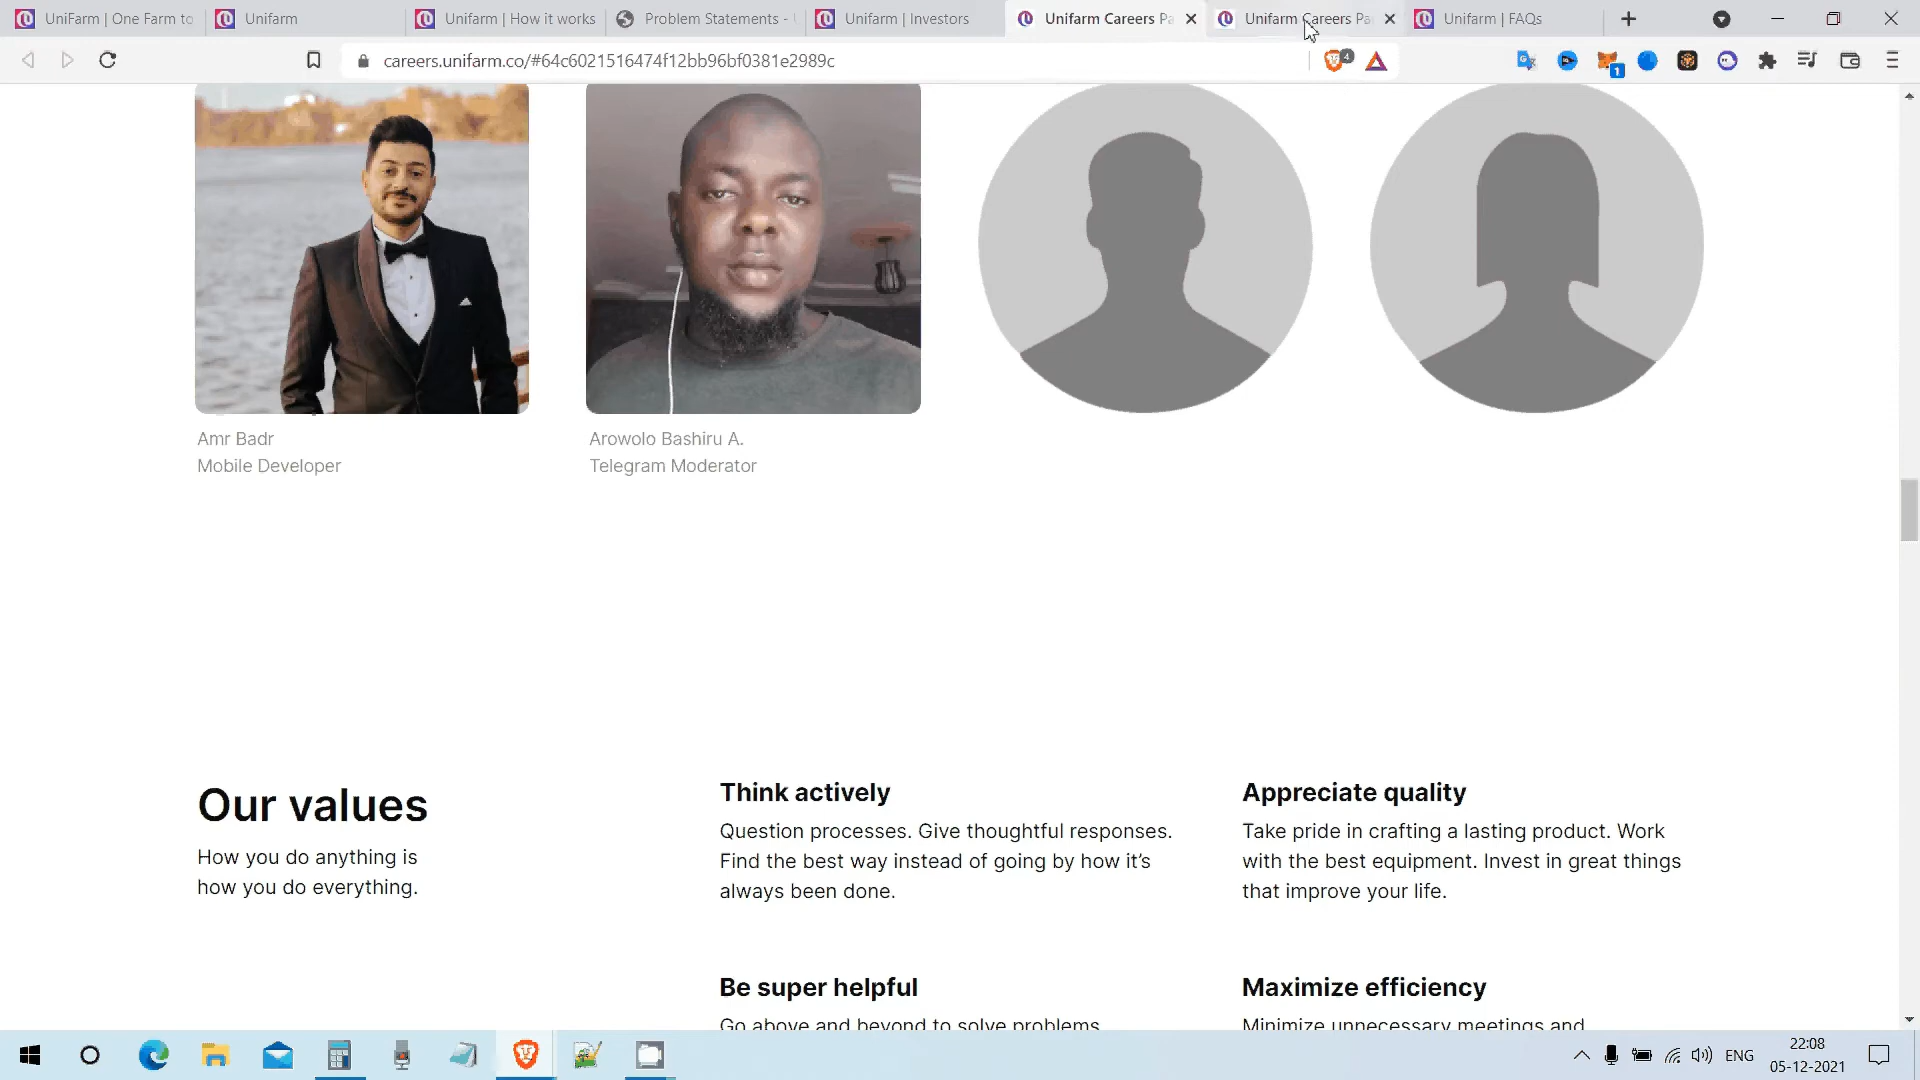 UniFarm | One Farm to
Unifarm
Unifarm | How it works
Problem Statements -
Unifarm | Investors
Unifarm Careers Pa
Unifarm Careers Pa
Unifarm | FAQs
careers.unifarm.co/#64c6021516474f12bb96bf0381e2989c
4
1
Amr Badr
Mobile Developer
Arowolo Bashiru A.
Telegram Moderator
Our values
How you do anything is
how you do everything.
Think actively
Question processes. Give thoughtful responses.
Find the best way instead of going by how it’s
always been done.
Appreciate quality
Take pride in crafting a lasting product. Work
with the best equipment. Invest in great things
that improve your life.
Be super helpful
Go above and beyond to solve problems
Maximize efficiency
Minimize unnecessary meetings and
ENG
22:08
05-12-2021